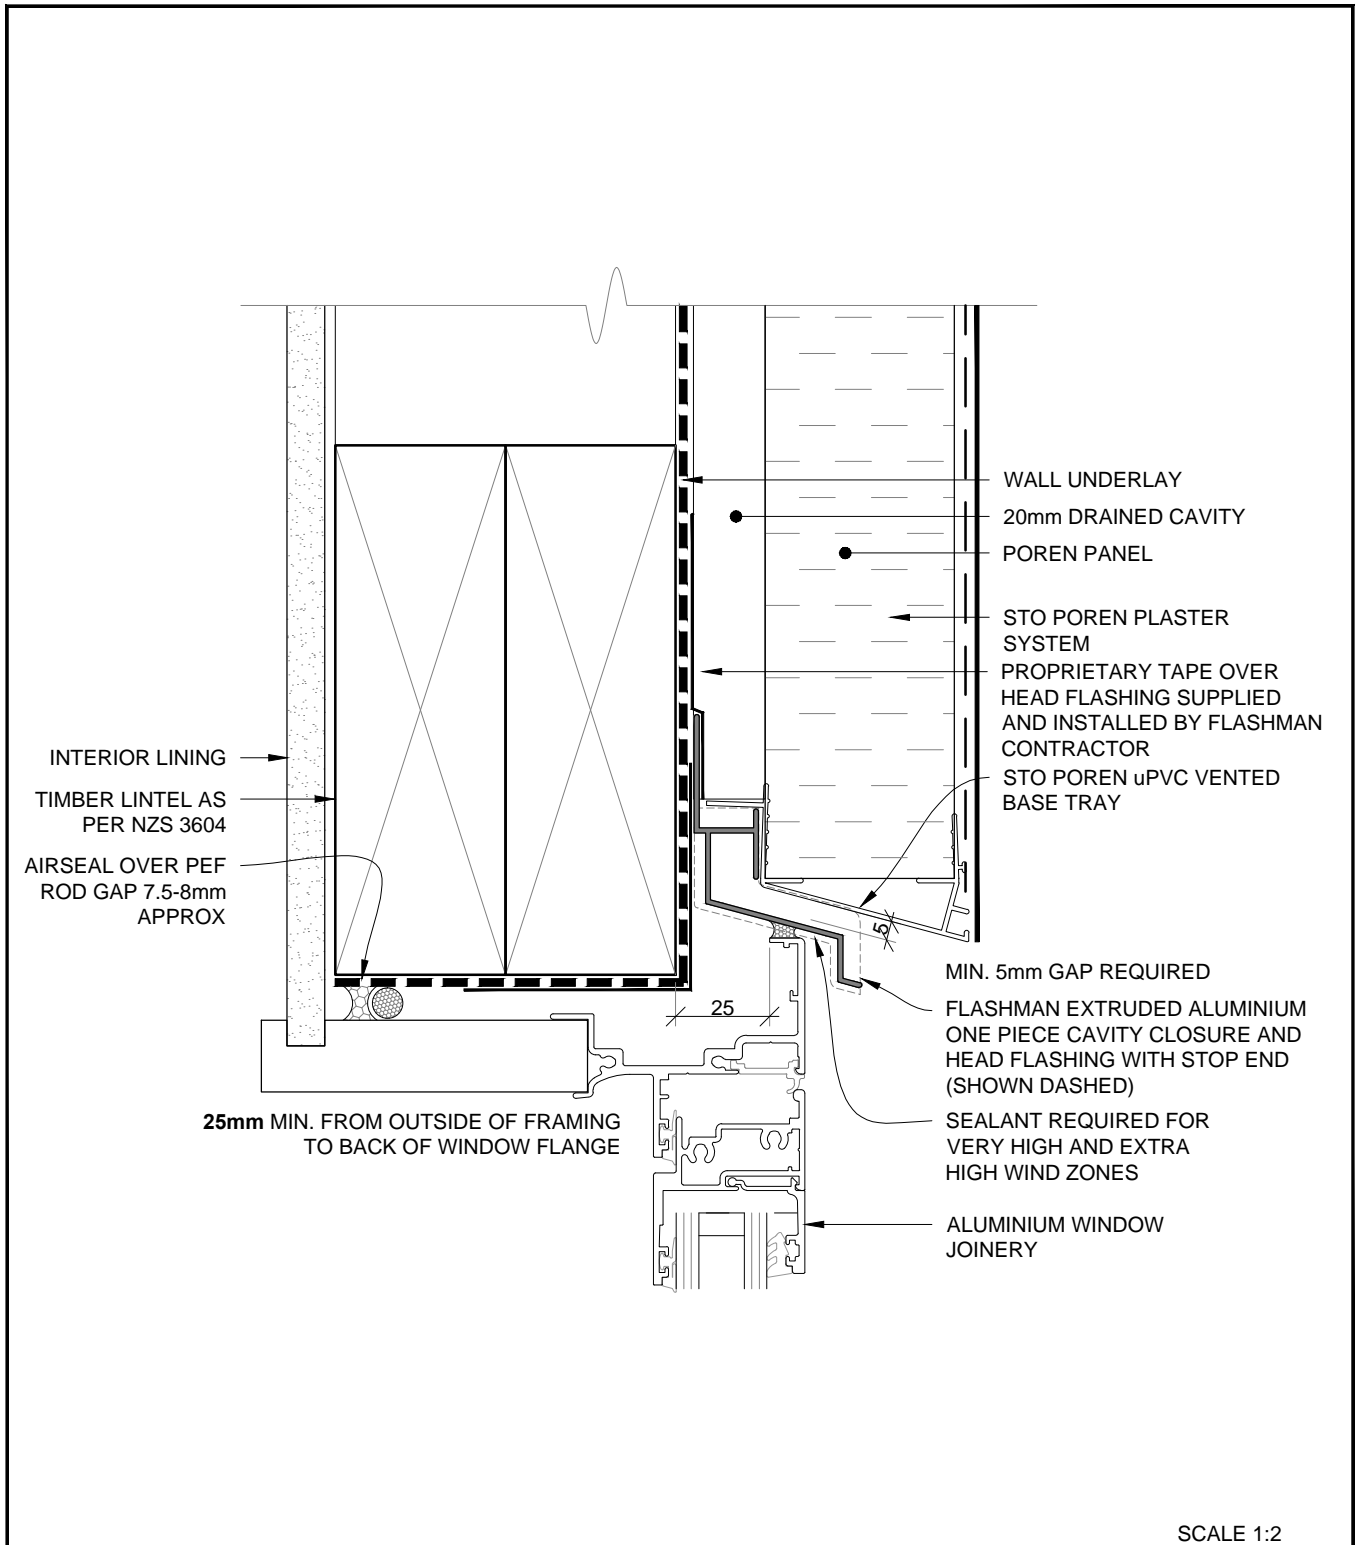 WALL UNDERLAY
20mm DRAINED CAVITY
POREN PANEL
STO POREN PLASTER
SYSTEM
PROPRIETARY TAPE OVER
HEAD FLASHING SUPPLIED
AND INSTALLED BY FLASHMAN
CONTRACTOR
STO POREN uPVC VENTED
BASE TRAY
INTERIOR LINING
TIMBER LINTEL AS
PER NZS 3604
AIRSEAL OVER PEF
ROD GAP 7.5-8mm
APPROX
5
MIN. 5mm GAP REQUIRED
25
FLASHMAN EXTRUDED ALUMINIUM
ONE PIECE CAVITY CLOSURE AND
HEAD FLASHING WITH STOP END
(SHOWN DASHED)
25mm MIN. FROM OUTSIDE OF FRAMING
TO BACK OF WINDOW FLANGE
SEALANT REQUIRED FOR
VERY HIGH AND EXTRA
HIGH WIND ZONES
ALUMINIUM WINDOW
JOINERY
SCALE 1:2